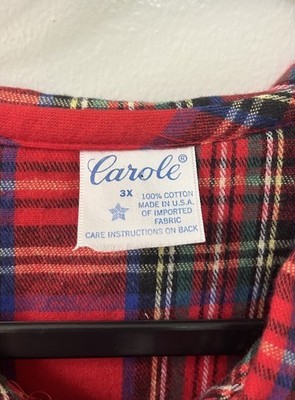 Carole®
3X
100% COTTON
MADE IN U.S.A.
OF IMPORTED
FABRIC
CARE INSTRUCTIONS ON BACK